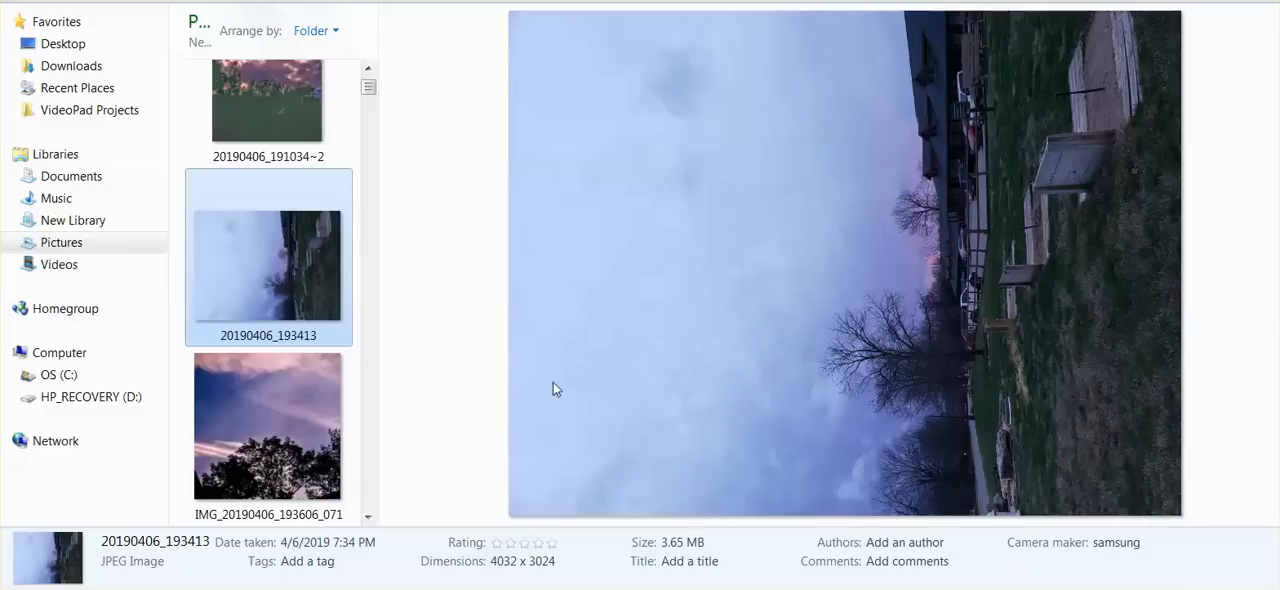 Favorites
Desktop
Downloads
Recent Places
VideoPad Projects
Libraries
Documents
Music
New Library
Pictures
Videos
Homegroup
Computer
OS (C:)
HP_RECOVERY (D:)
Network
P...
Ne...
Arrange by: Folder
20190406_191034~2
20190406_193413
IMG_20190406_193606_071
20190406_193413 Date taken: 4/6/2019 7:34 PM Rating: Size: 3.65 MB Authors: Add an author Camera maker: samsung
JPEG Image Tags: Add a tag Dimensions: 4032 x 3024 Title: Add a title Comments: Add comments